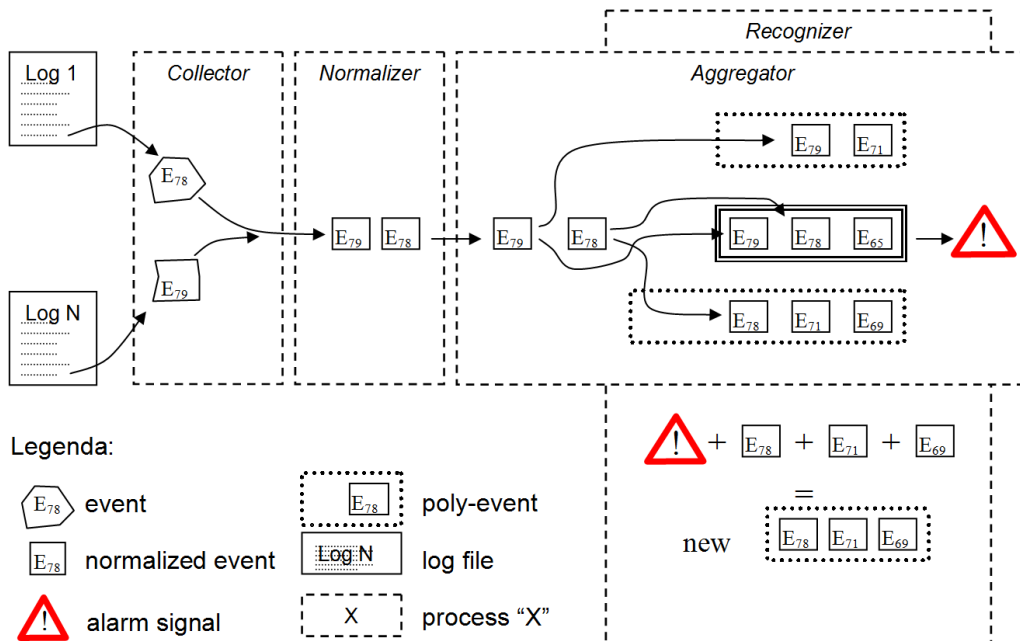 Recognizer
Log 1
Collector
Normalizer
Aggregator
E79 E71
E78
E79 E78
E79 E78
E79 E78 E65
!
E79
Log N
E78 E71 E69
Legenda:
E78 event
E78 poly-event
E78 normalized event
Log N log file
! alarm signal
X process “X”
! + E78 + E71 + E69
=
new E78 E71 E69